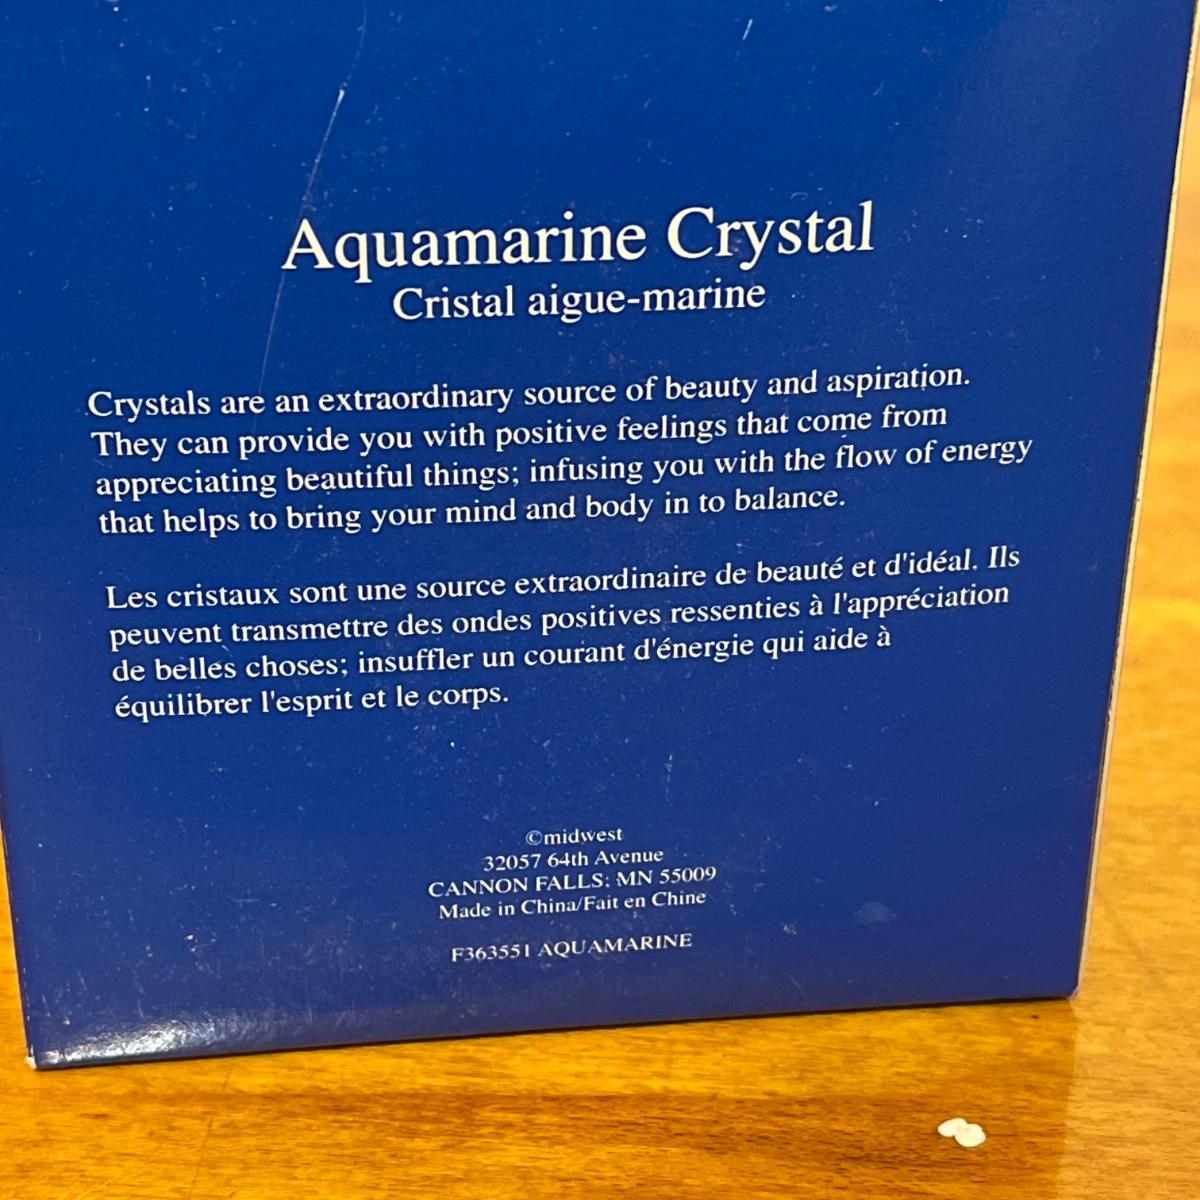 Aquamarine Crystal
Cristal aigue-marine
Crystals are an extraordinary source of beauty and aspiration.
They can provide you with positive feelings that come from
appreciating beautiful things; infusing you with the flow of energy
that helps to bring your mind and body in to balance.
Les cristaux sont une source extraordinaire de beauté et d'idéal. Ils
peuvent transmettre des ondes positives ressenties à l'appréciation
de belles choses; insuffler un courant d'énergie qui aide à
équilibrer l'esprit et le corps.
©midwest
32057 64th Avenue
CANNON FALLS: MN 55009
Made in China/Fait en Chine
F363551 AQUAMARINE